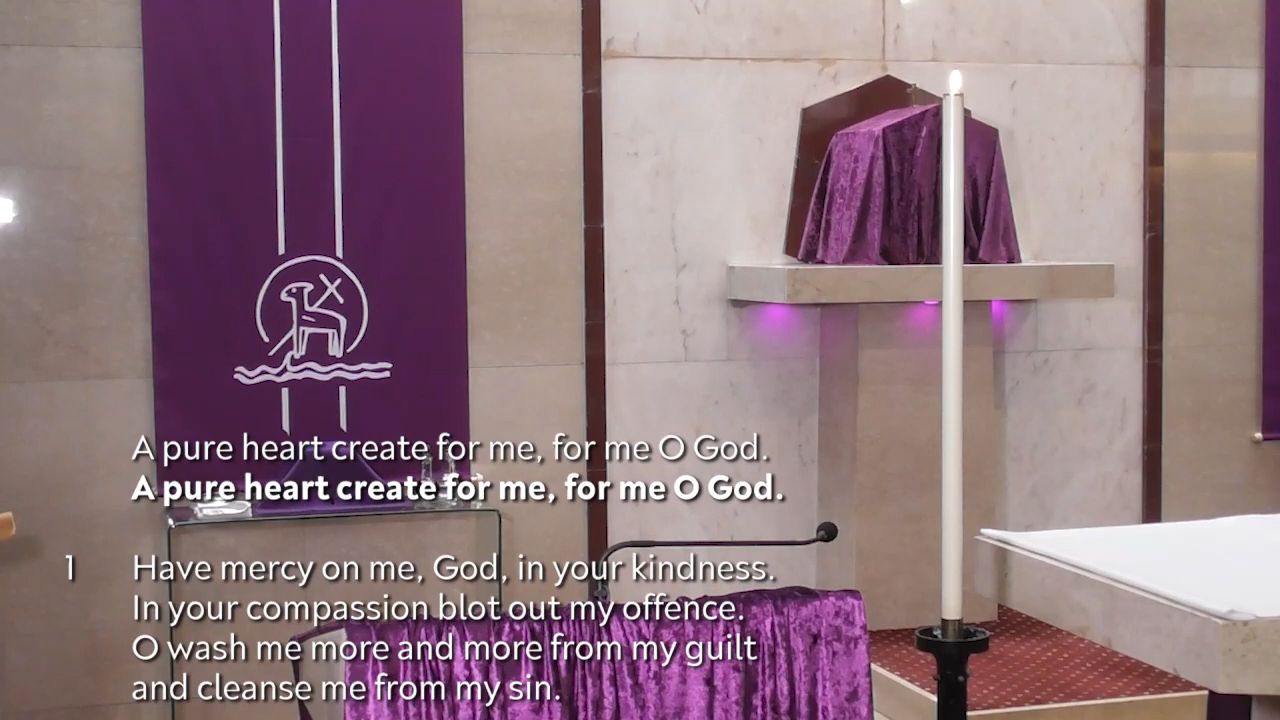 A pure heart create for me, for me O God.
A pure heart create for me, for me O God.
1 Have mercy on me, God, in your kindness.
In your compassion blot out my offence.
O wash me more and more from my guilt
and cleanse me from my sin.